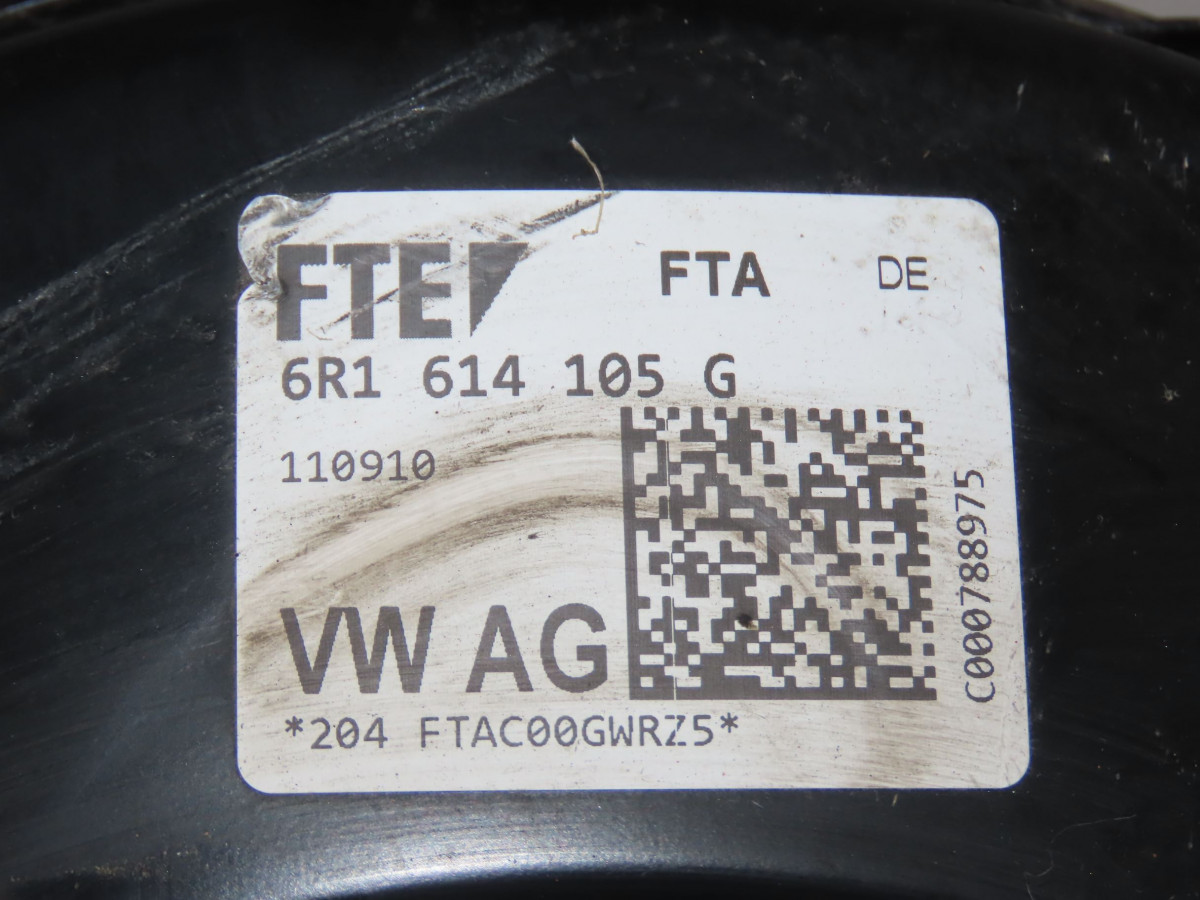 FTE FTA DE
6R1 614 105 G
110910
C000788975
VW AG
*204 FTAC00GWRZ5*